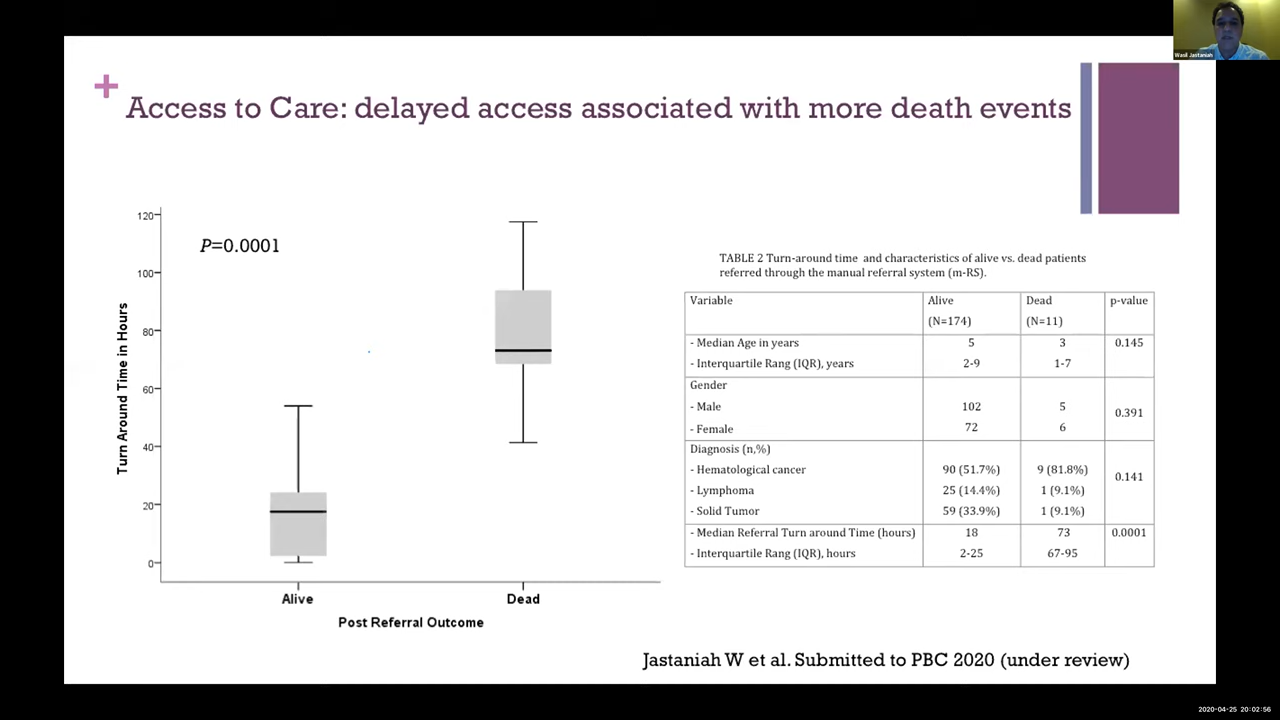 Wasil Jastaniah
+
Access to Care: delayed access associated with more death events
P=0.0001
120
100
80
60
40
20
0
Turn Around Time in Hours
Alive Dead
Post Referral Outcome
TABLE 2 Turn-around time and characteristics of alive vs. dead patients
referred through the manual referral system (m-RS).
Variable Alive Dead p-value
(N=174) (N=11)
- Median Age in years 5 3 0.145
- Interquartile Rang (IQR), years 2-9 1-7
Gender
- Male 102 5 0.391
- Female 72 6
Diagnosis (n,%)
- Hematological cancer 90 (51.7%) 9 (81.8%) 0.141
- Lymphoma 25 (14.4%) 1 (9.1%)
- Solid Tumor 59 (33.9%) 1 (9.1%)
- Median Referral Turn around Time (hours) 18 73 0.0001
- Interquartile Rang (IQR), hours 2-25 67-95
Jastaniah W et al. Submitted to PBC 2020 (under review)
2020-04-25 20:02:56